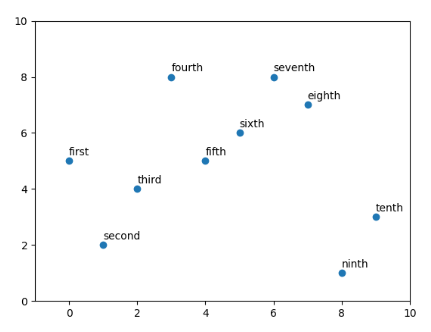 10
fourth
seventh
8
eighth
sixth
6
first
fifth
third
4
tenth
second
2
ninth
0
0 2 4 6 8 10